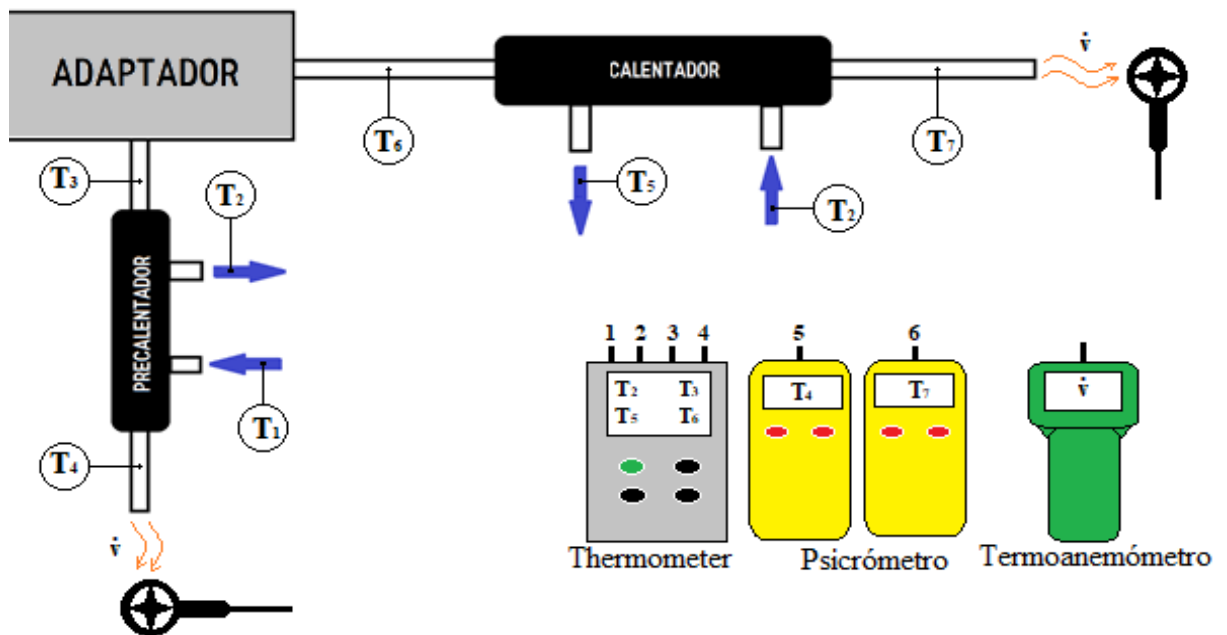 ADAPTADOR
CALENTADOR
v̇
T6
T7
T3
T2
T5
T2
PRECALENTADOR
T1
T4
v̇
1 2 3 4
5
6
T2 T3
T5 T6
T4
T7
v̇
Thermometer
Psicrómetro
Termoanemómetro